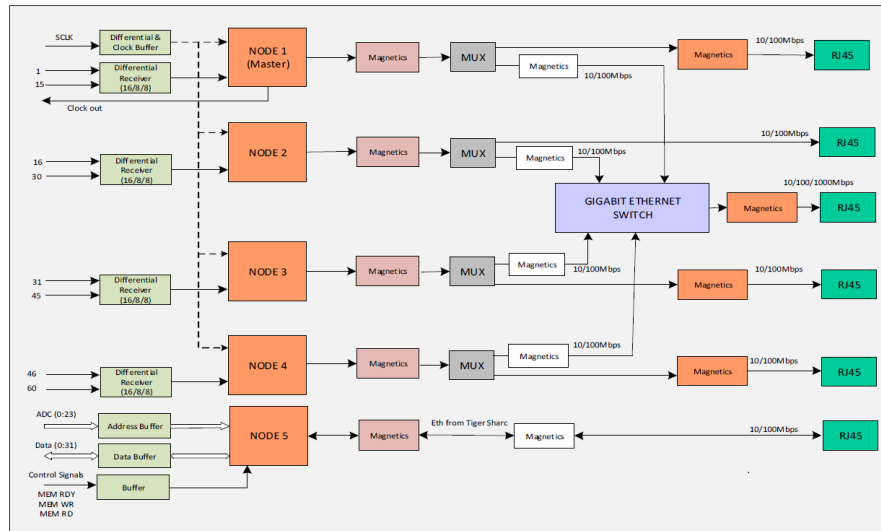 SCLK
Differential &
Clock Buffer
1
15
Differential
Receiver
(16/8/8)
Clock out
NODE 1
(Master)
Magnetics
MUX
10/100Mbps
Magnetics
10/100Mbps
Magnetics
10/100Mbps
RJ45
16
30
Differential
Receiver
(16/8/8)
NODE 2
Magnetics
MUX
Magnetics
10/100Mbps
10/100Mbps
RJ45
GIGABIT ETHERNET
SWITCH
Magnetics
10/100/1000Mbps
RJ45
31
45
Differential
Receiver
(16/8/8)
NODE 3
Magnetics
MUX
Magnetics
10/100Mbps
Magnetics
10/100Mbps
RJ45
46
60
Differential
Receiver
(16/8/8)
NODE 4
Magnetics
MUX
Magnetics
10/100Mbps
Magnetics
10/100Mbps
RJ45
ADC (0:23)
Address Buffer
Data (0:31)
Data Buffer
Control Signals
MEM RDY
MEM WR
MEM RD
Buffer
NODE 5
Magnetics
Eth from Tiger Sharc
Magnetics
10/100Mbps
RJ45